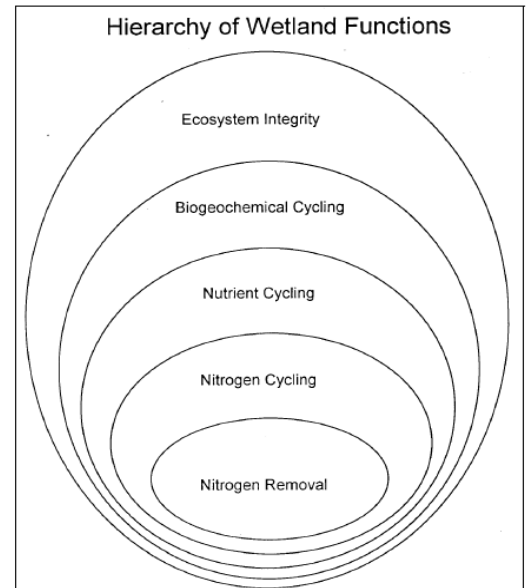 Hierarchy of Wetland Functions
Ecosystem Integrity
Biogeochemical Cycling
Nutrient Cycling
Nitrogen Cycling
Nitrogen Removal